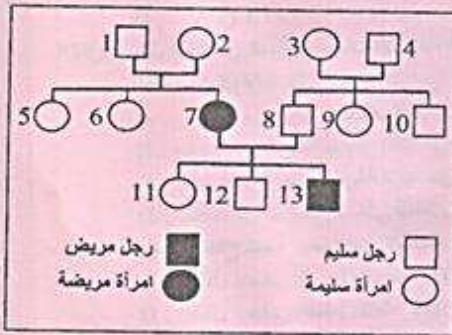 1 2 3 4
5 6 7 8 9 10
11 12 13
رجل سليم رجل مريض
امرأة سليمة امرأة مريضة